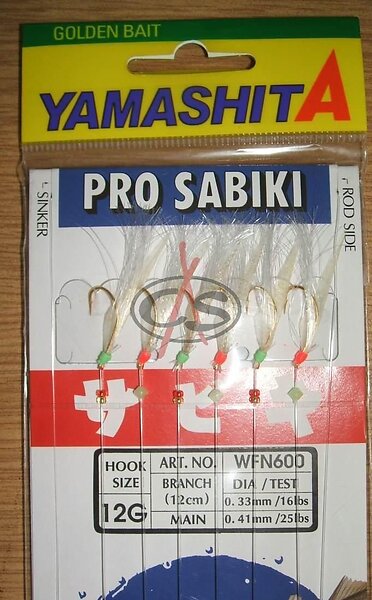 GOLDEN BAIT
YAMASHITA
PRO SABIKI
SINKER
ROD SIDE
CS
サビキ
HOOK SIZE
12G
ART. NO. WFN600
BRANCH (12cm)
DIA / TEST
0.33mm/16lbs
MAIN 0.41mm/25lbs